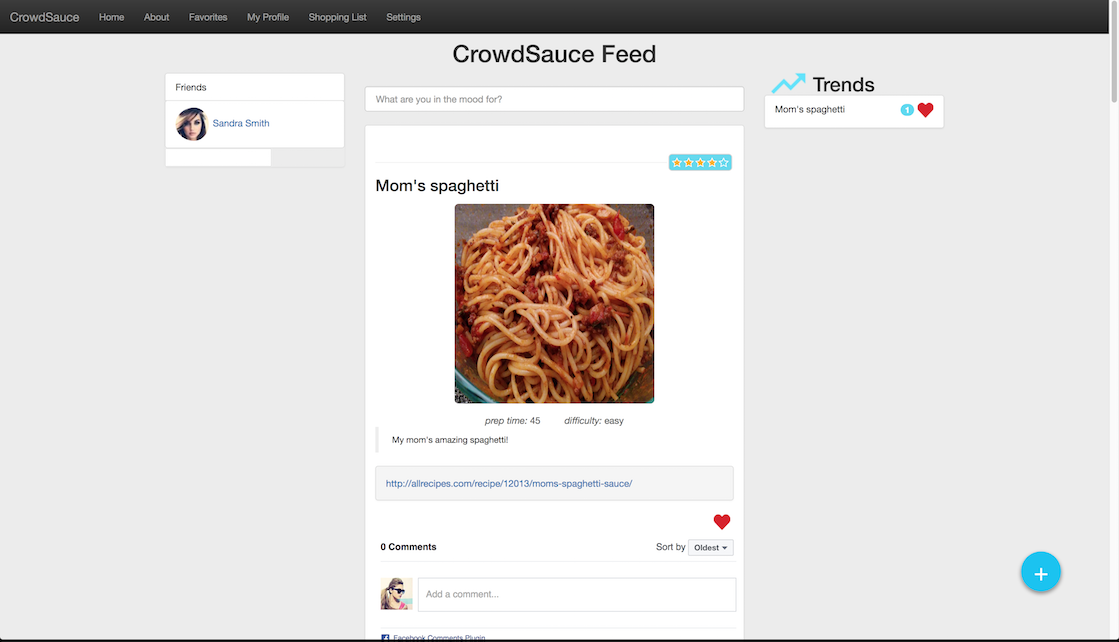 CrowdSauce Home About Favorites My Profile Shopping List Settings
CrowdSauce Feed
Friends
Sandra Smith
What are you in the mood for?
Trends
Mom's spaghetti 1
Mom's spaghetti
prep time: 45 difficulty: easy
My mom's amazing spaghetti!
http://allrecipes.com/recipe/12013/moms-spaghetti-sauce/
0 Comments Sort by Oldest
Add a comment...
Facebook Comments Plugin
+